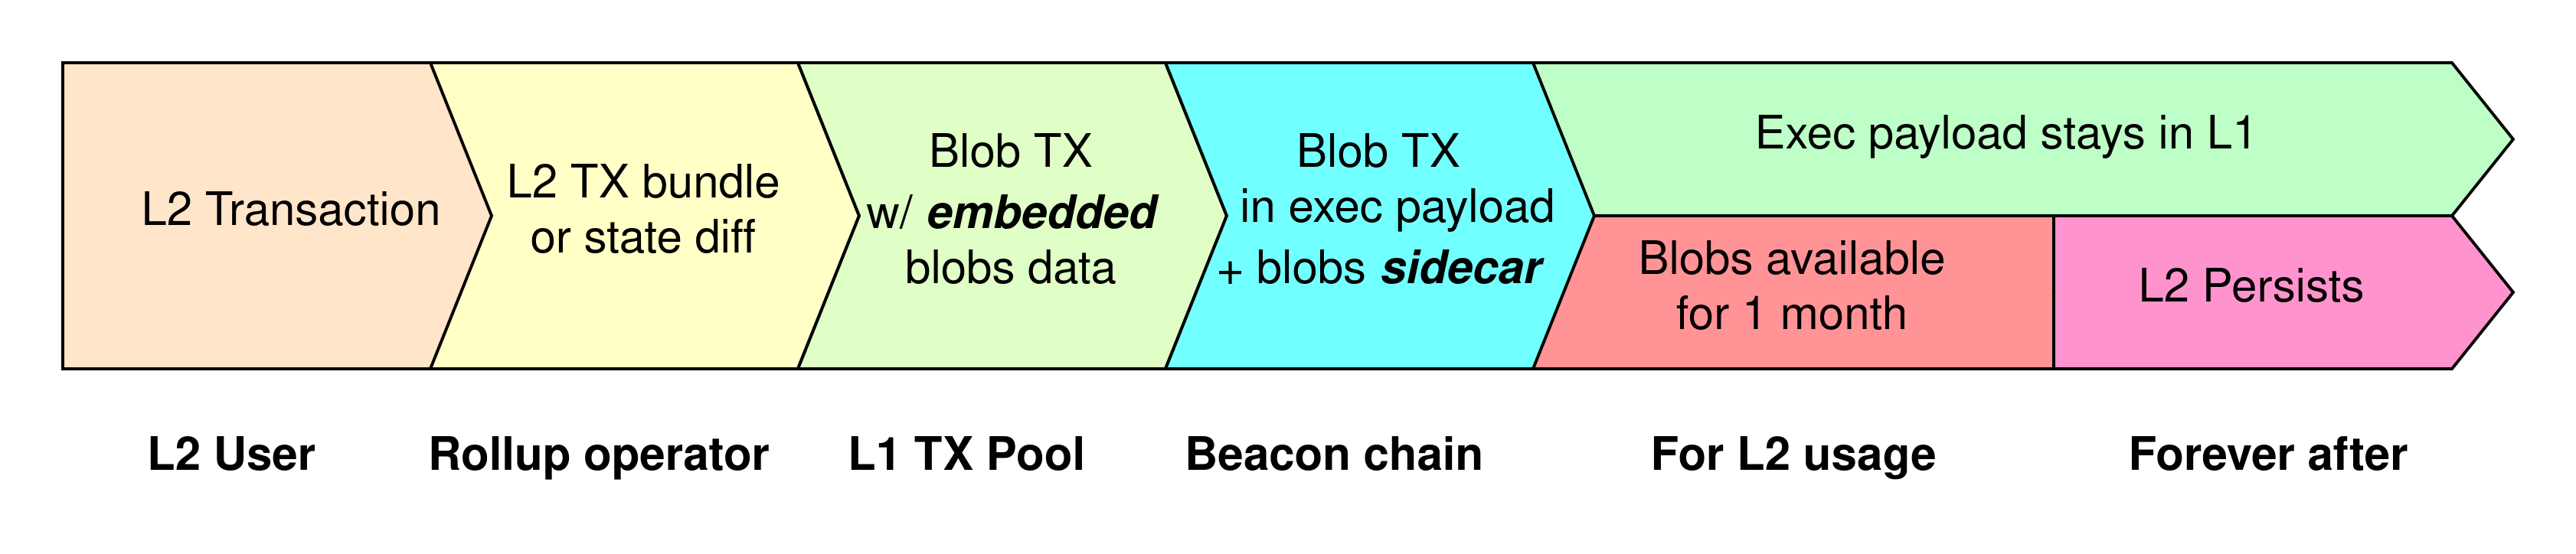 L2 Transaction
L2 TX bundle
or state diff
Blob TX
w/ embedded
blobs data
Blob TX
in exec payload
+ blobs sidecar
Exec payload stays in L1
Blobs available
for 1 month
L2 Persists
L2 User
Rollup operator
L1 TX Pool
Beacon chain
For L2 usage
Forever after